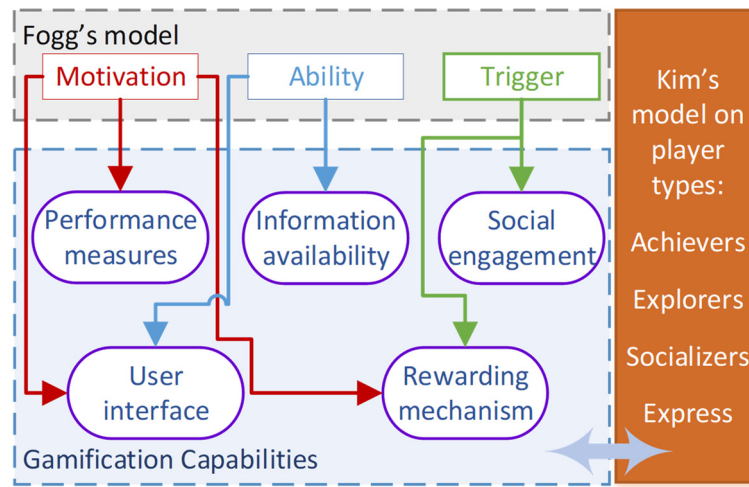 Fogg's model
Motivation
Ability
Trigger
Performance
measures
Information
availability
Social
engagement
User
interface
Rewarding
mechanism
Gamification Capabilities
Kim's
model on
player
types:
Achievers
Explorers
Socializers
Express